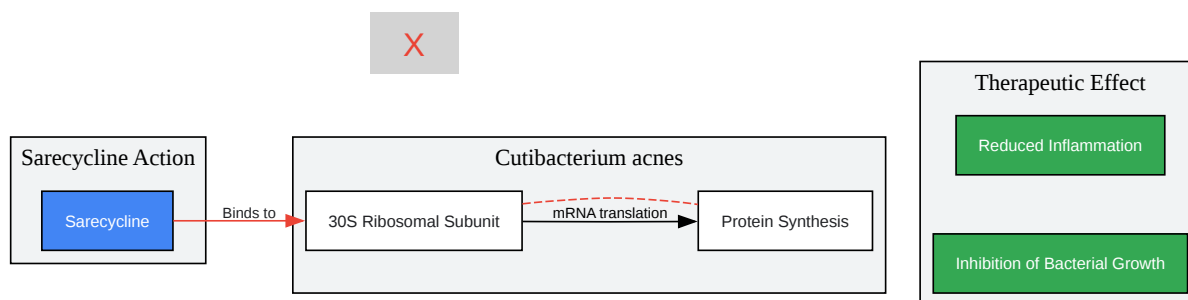 X
Sarecycline Action
Sarecycline
Binds to
Cutibacterium acnes
30S Ribosomal Subunit
mRNA translation
Protein Synthesis
Therapeutic Effect
Reduced Inflammation
Inhibition of Bacterial Growth